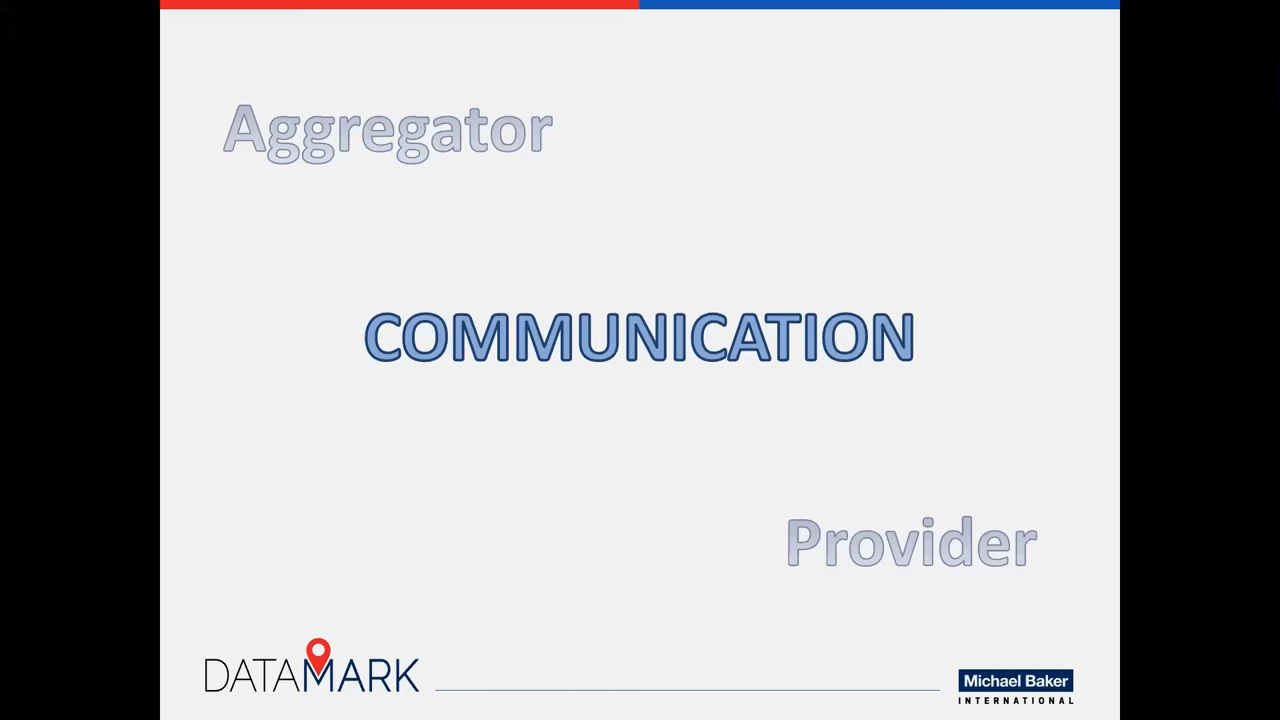 Aggregator
COMMUNICATION
Provider
DATAMARK
Michael Baker
INTERNATIONAL